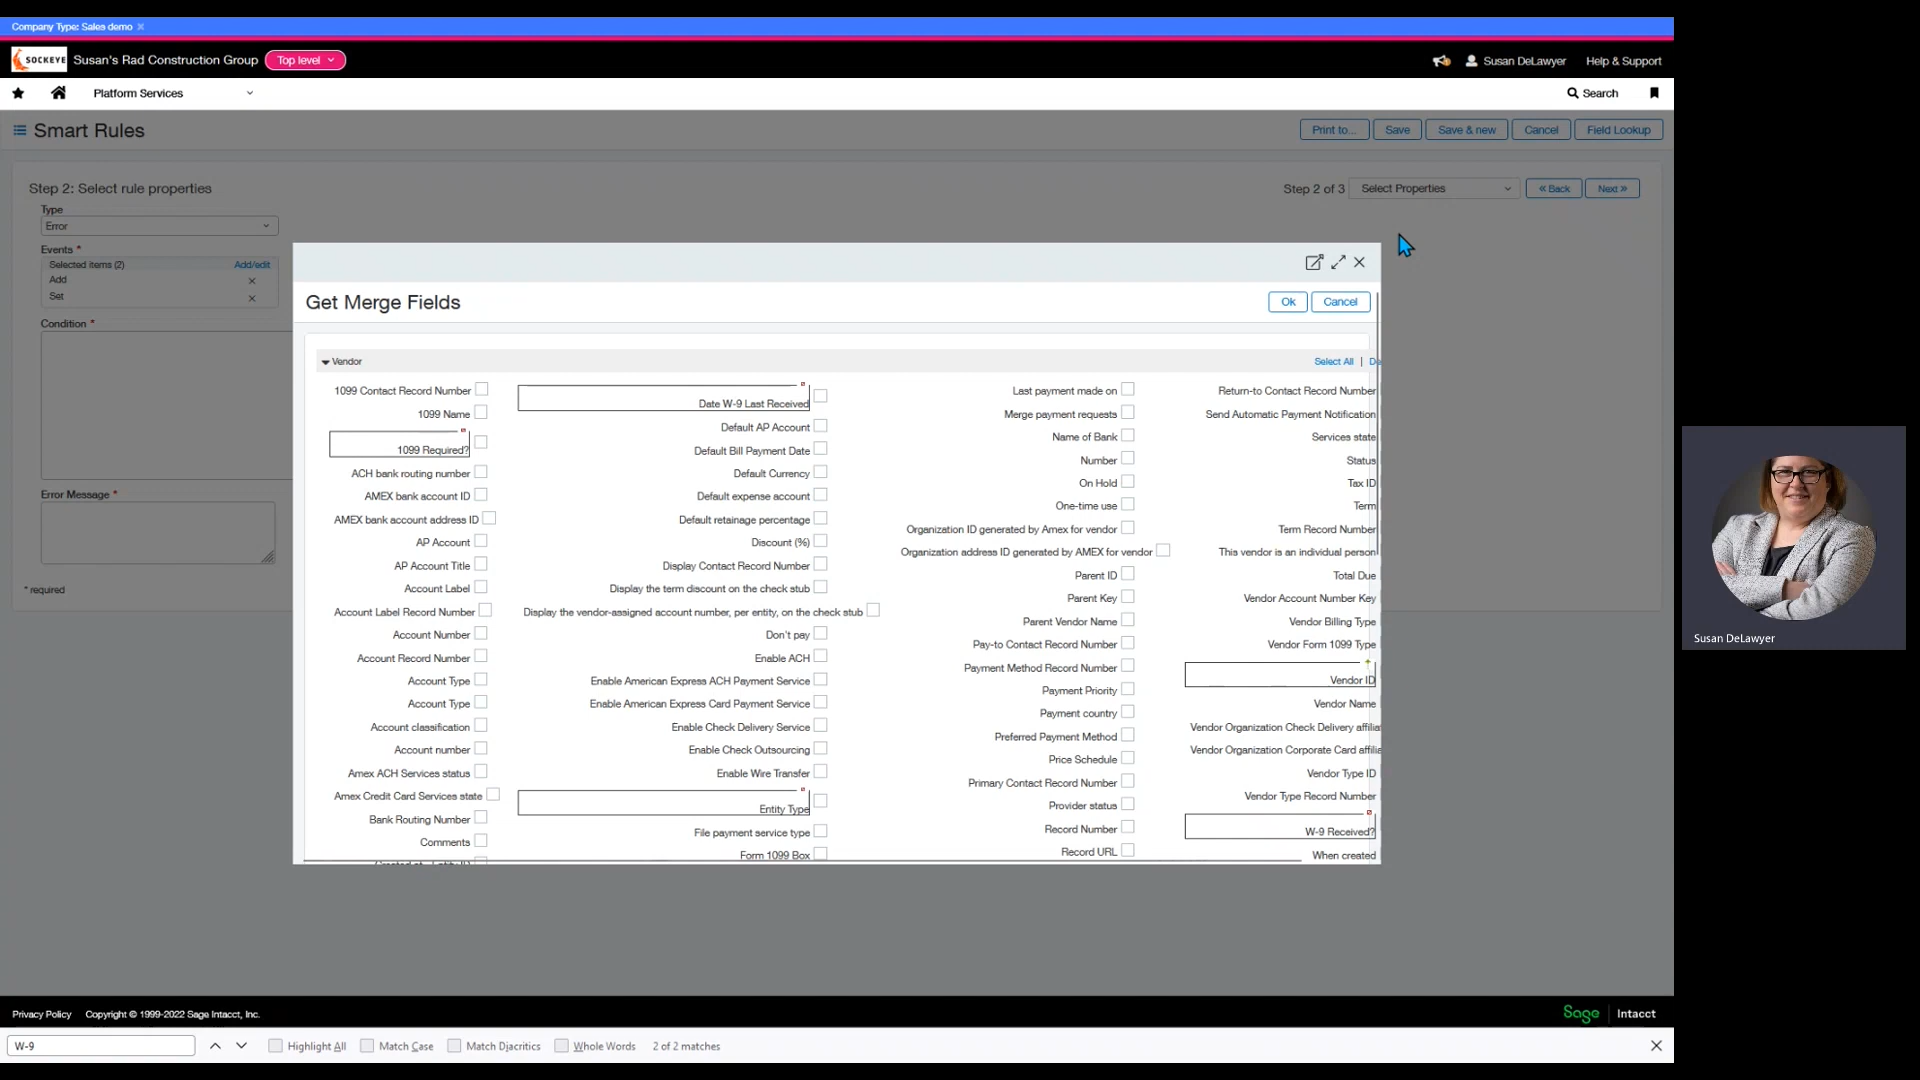 Company Type: Sales demo
SOCKEYE
Susan's Rad Construction Group
Top level
Susan DeLawyer
Help & Support
Platform Services
Search
Smart Rules
Print to...
Save
Save & new
Cancel
Field Lookup
Step 2: Select rule properties
Step 2 of 3
Select Properties
« Back
Next »
Type
Error
Events *
Selected items (2)
Add/edit
Add
Set
Condition *
Error Message *
* required
Get Merge Fields
Ok
Cancel
Vendor
Select All |
1099 Contact Record Number
1099 Name
1099 Required?
ACH bank routing number
AMEX bank account ID
AMEX bank account address ID
AP Account
AP Account Title
Account Label
Account Label Record Number
Account Number
Account Record Number
Account Type
Account Type
Account classification
Account number
Amex ACH Services status
Amex Credit Card Services state
Bank Routing Number
Comments
Date W-9 Last Received
Default AP Account
Default Bill Payment Date
Default Currency
Default expense account
Default retainage percentage
Discount (%)
Display Contact Record Number
Display the term discount on the check stub
Display the vendor-assigned account number, per entity, on the check stub
Don't pay
Enable ACH
Enable American Express ACH Payment Service
Enable American Express Card Payment Service
Enable Check Delivery Service
Enable Check Outsourcing
Enable Wire Transfer
Entity Type
File payment service type
Form 1099 Box
Last payment made on
Merge payment requests
Name of Bank
Number
On Hold
One-time use
Organization ID generated by Amex for vendor
Organization address ID generated by AMEX for vendor
Parent ID
Parent Key
Parent Vendor Name
Pay-to Contact Record Number
Payment Method Record Number
Payment Priority
Payment country
Preferred Payment Method
Price Schedule
Primary Contact Record Number
Provider status
Record Number
Record URL
Return-to Contact Record Number
Send Automatic Payment Notification
Services state
Status
Tax ID
Term
Term Record Number
This vendor is an individual person
Total Due
Vendor Account Number Key
Vendor Billing Type
Vendor Form 1099 Type
Vendor ID
Vendor Name
Vendor Organization Check Delivery affilia
Vendor Organization Corporate Card affilia
Vendor Type ID
Vendor Type Record Number
W-9 Received?
When created
Susan DeLawyer
Privacy Policy
Copyright © 1999-2022 Sage Intacct, Inc.
Sage
Intacct
W-9
Highlight All
Match Case
Match Diacritics
Whole Words
2 of 2 matches